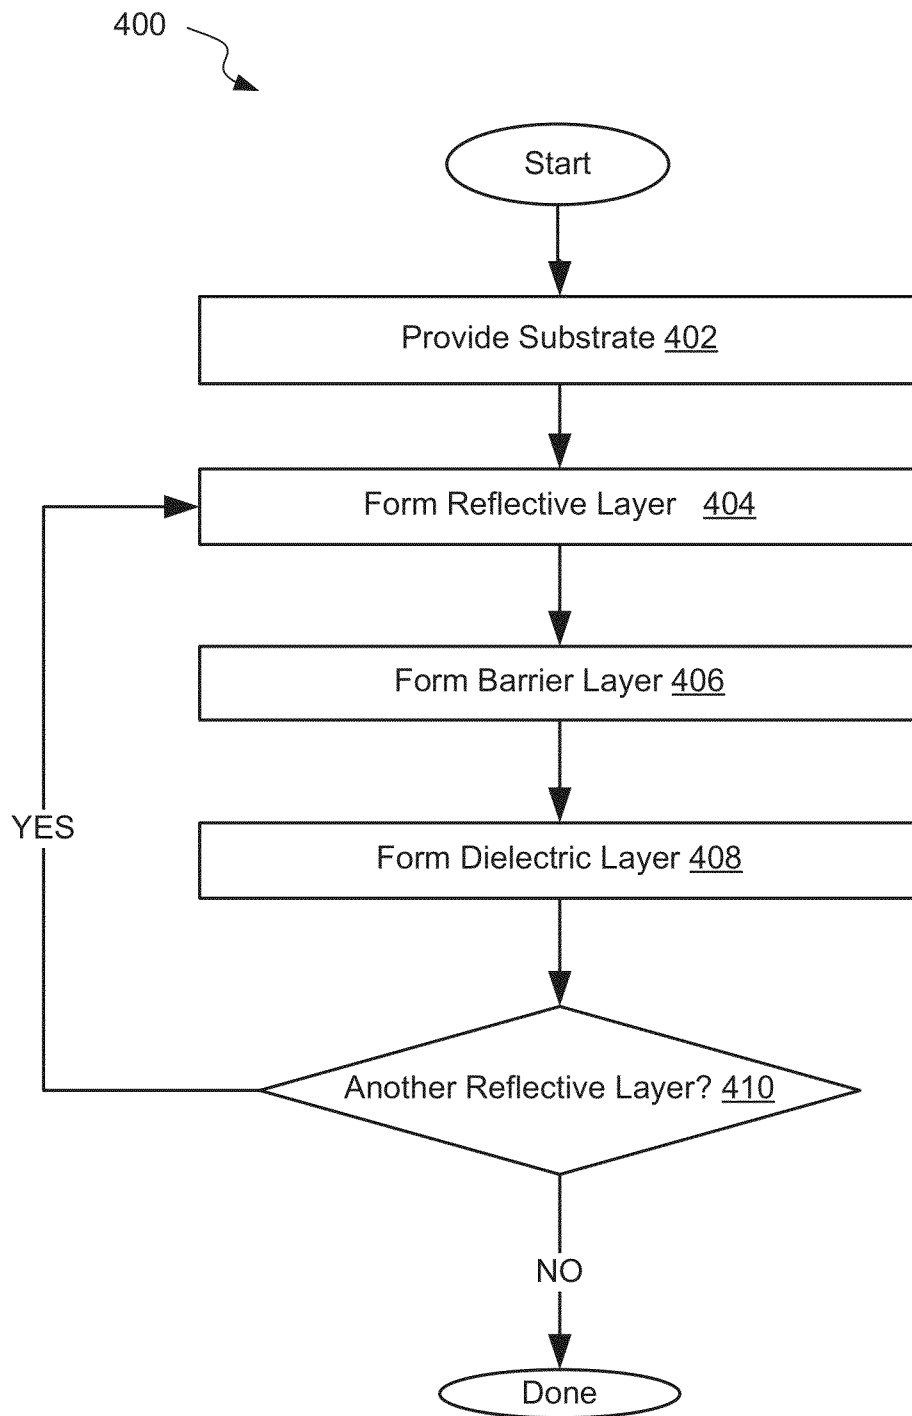 400
Start
Provide Substrate 402
Form Reflective Layer 404
Form Barrier Layer 406
Form Dielectric Layer 408
YES
Another Reflective Layer? 410
NO
Done